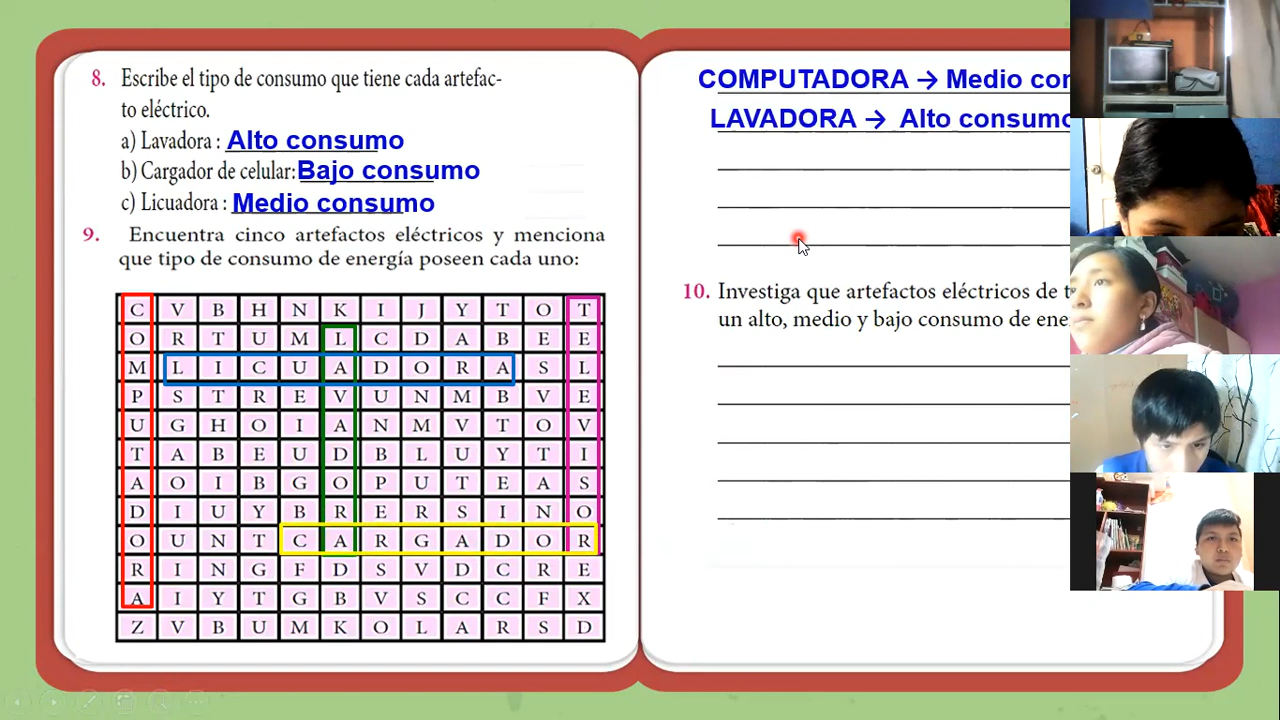 8. Escribe el tipo de consumo que tiene cada artefac-
to eléctrico.
a) Lavadora : Alto consumo
b) Cargador de celular: Bajo consumo
c) Licuadora : Medio consumo
9. Encuentra cinco artefactos eléctricos y menciona
que tipo de consumo de energía poseen cada uno:
C V B H N K I J Y T O T
O R T U M L C D A B E E
M L I C U A D O R A S L
P S T R E V U N M B V E
U G H O I A N M V T O V
T A B E U D B L U Y T I
A O I B G O P U T E A S
D I U Y B R E R S I N O
O U N T C A R G A D O R
R I N G F D S V D C R E
A I Y T G B V S C C F X
Z V B U M K O L A R S D
COMPUTADORA → Medio con
LAVADORA → Alto consumo
10. Investiga que artefactos eléctricos de t
un alto, medio y bajo consumo de ene